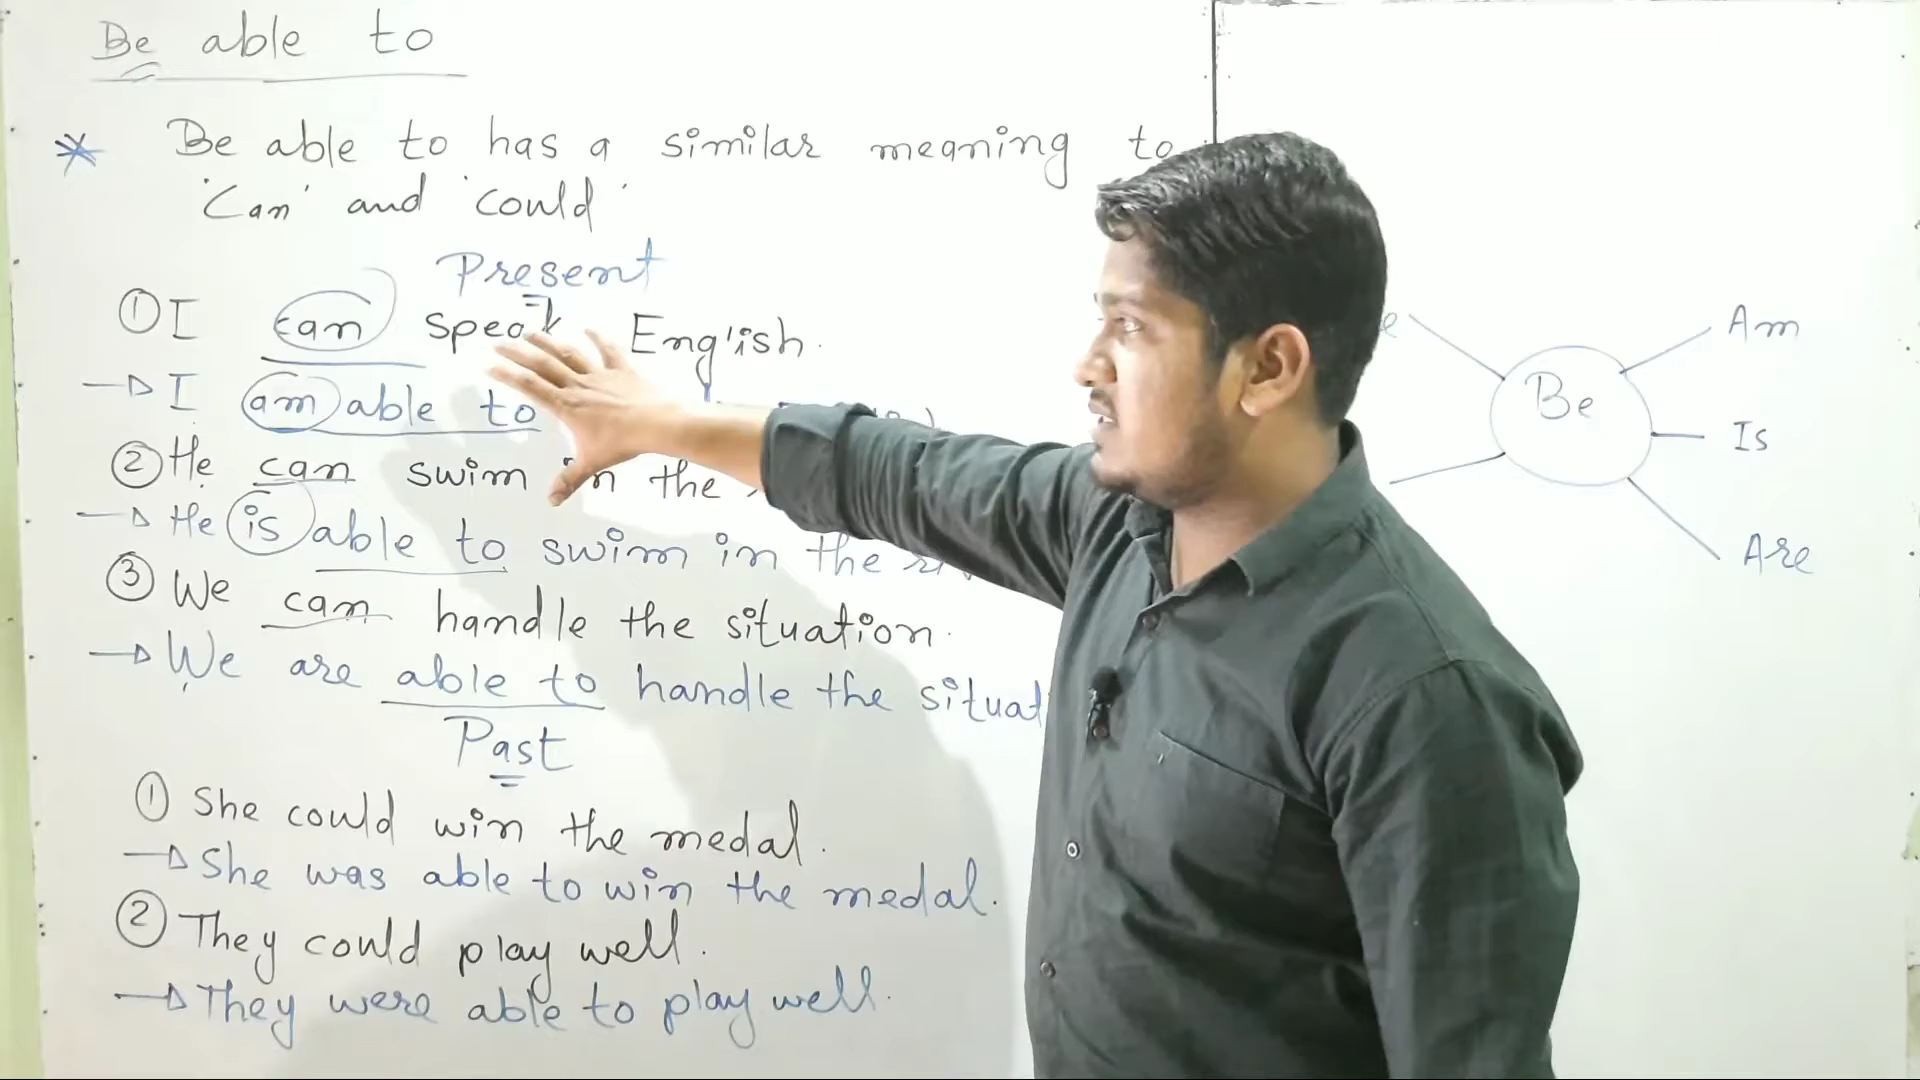 Be able to
* Be able to has a similar meaning to
'Can' and 'could'
Present
① I can speak English.
→ I am able to
② He can swim in the
→ He is able to swim in the
③ We can handle the situation.
→ We are able to handle the
Past
① She could win the medal.
→ She was able to win the medal.
② They could play well.
→ They were able to play well.
Be
Am
Is
Are